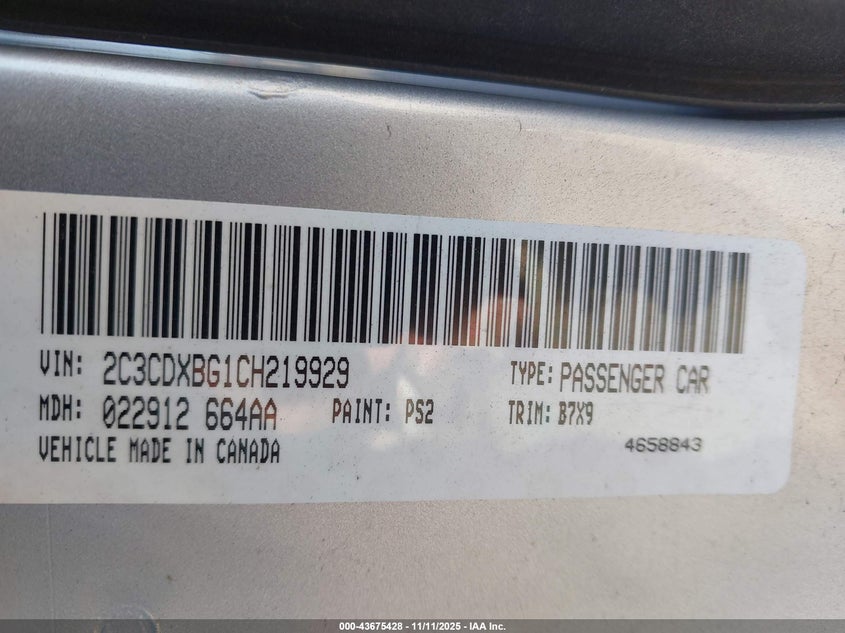 VIN: 2C3CDXBG1CH219929 TYPE: PASSENGER CAR
MDH: 022912 664AA PAINT: PS2 TRIM: B7X9
VEHICLE MADE IN CANADA 4658843
000-43675428 - 11/11/2025 - IAA Inc.